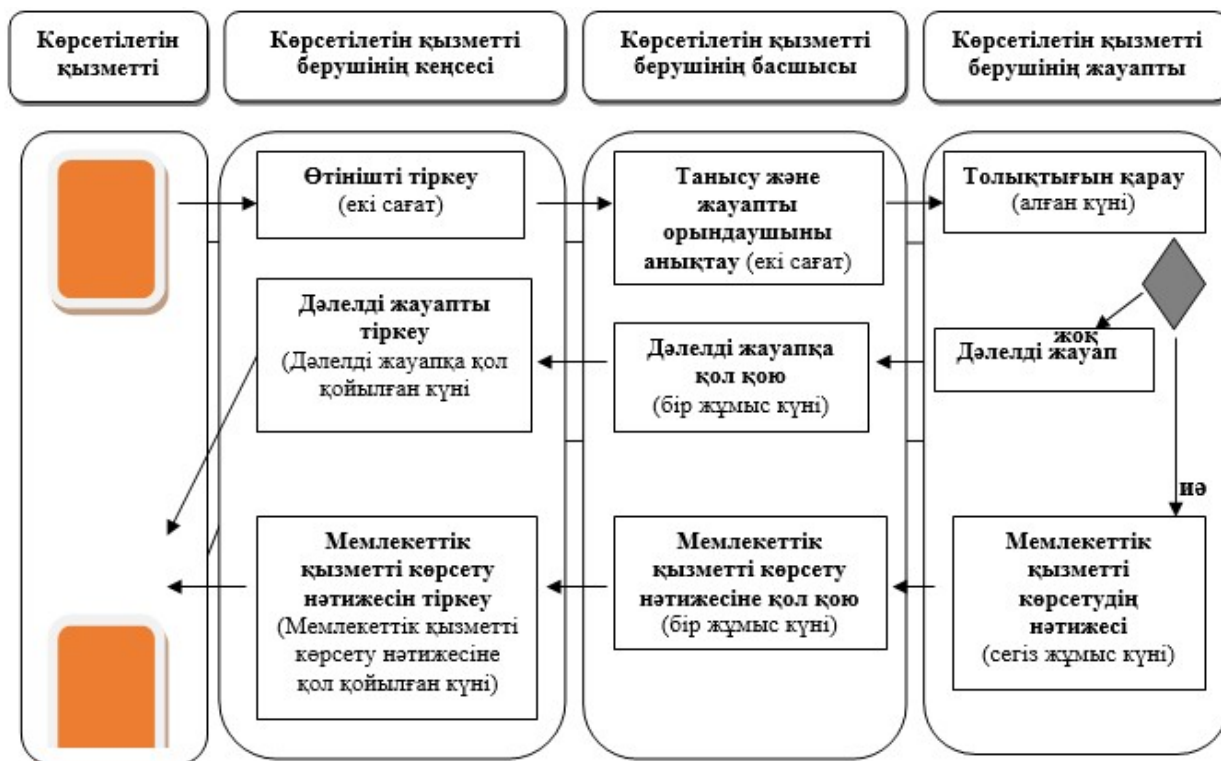 Көрсетілетін
қызметті
Көрсетілетін қызметті
берушінің кеңсесі
Көрсетілетін қызметті
берушінің басшысы
Көрсетілетін қызметті
берушінің жауапты
Өтінішті тіркеу
(екі сағат)
Танысу және
жауапты
орындаушыны
анықтау (екі сағат)
Толықтығын қарау
(алған күні)
Дәлелді жауапты
тіркеу
(Дәлелді жауапқа қол
қойылған күні
Дәлелді жауапқа
қол қою
(бір жұмыс күні)
жоқ
Дәлелді жауап
иә
Мемлекеттік
қызметті көрсету
нәтижесін тіркеу
(Мемлекеттік қызметті
көрсету нәтижесіне
қол қойылған күні)
Мемлекеттік
қызметті көрсету
нәтижесіне қол қою
(бір жұмыс күні)
Мемлекеттік
қызметті
көрсетудің
нәтижесі
(сегіз жұмыс күні)